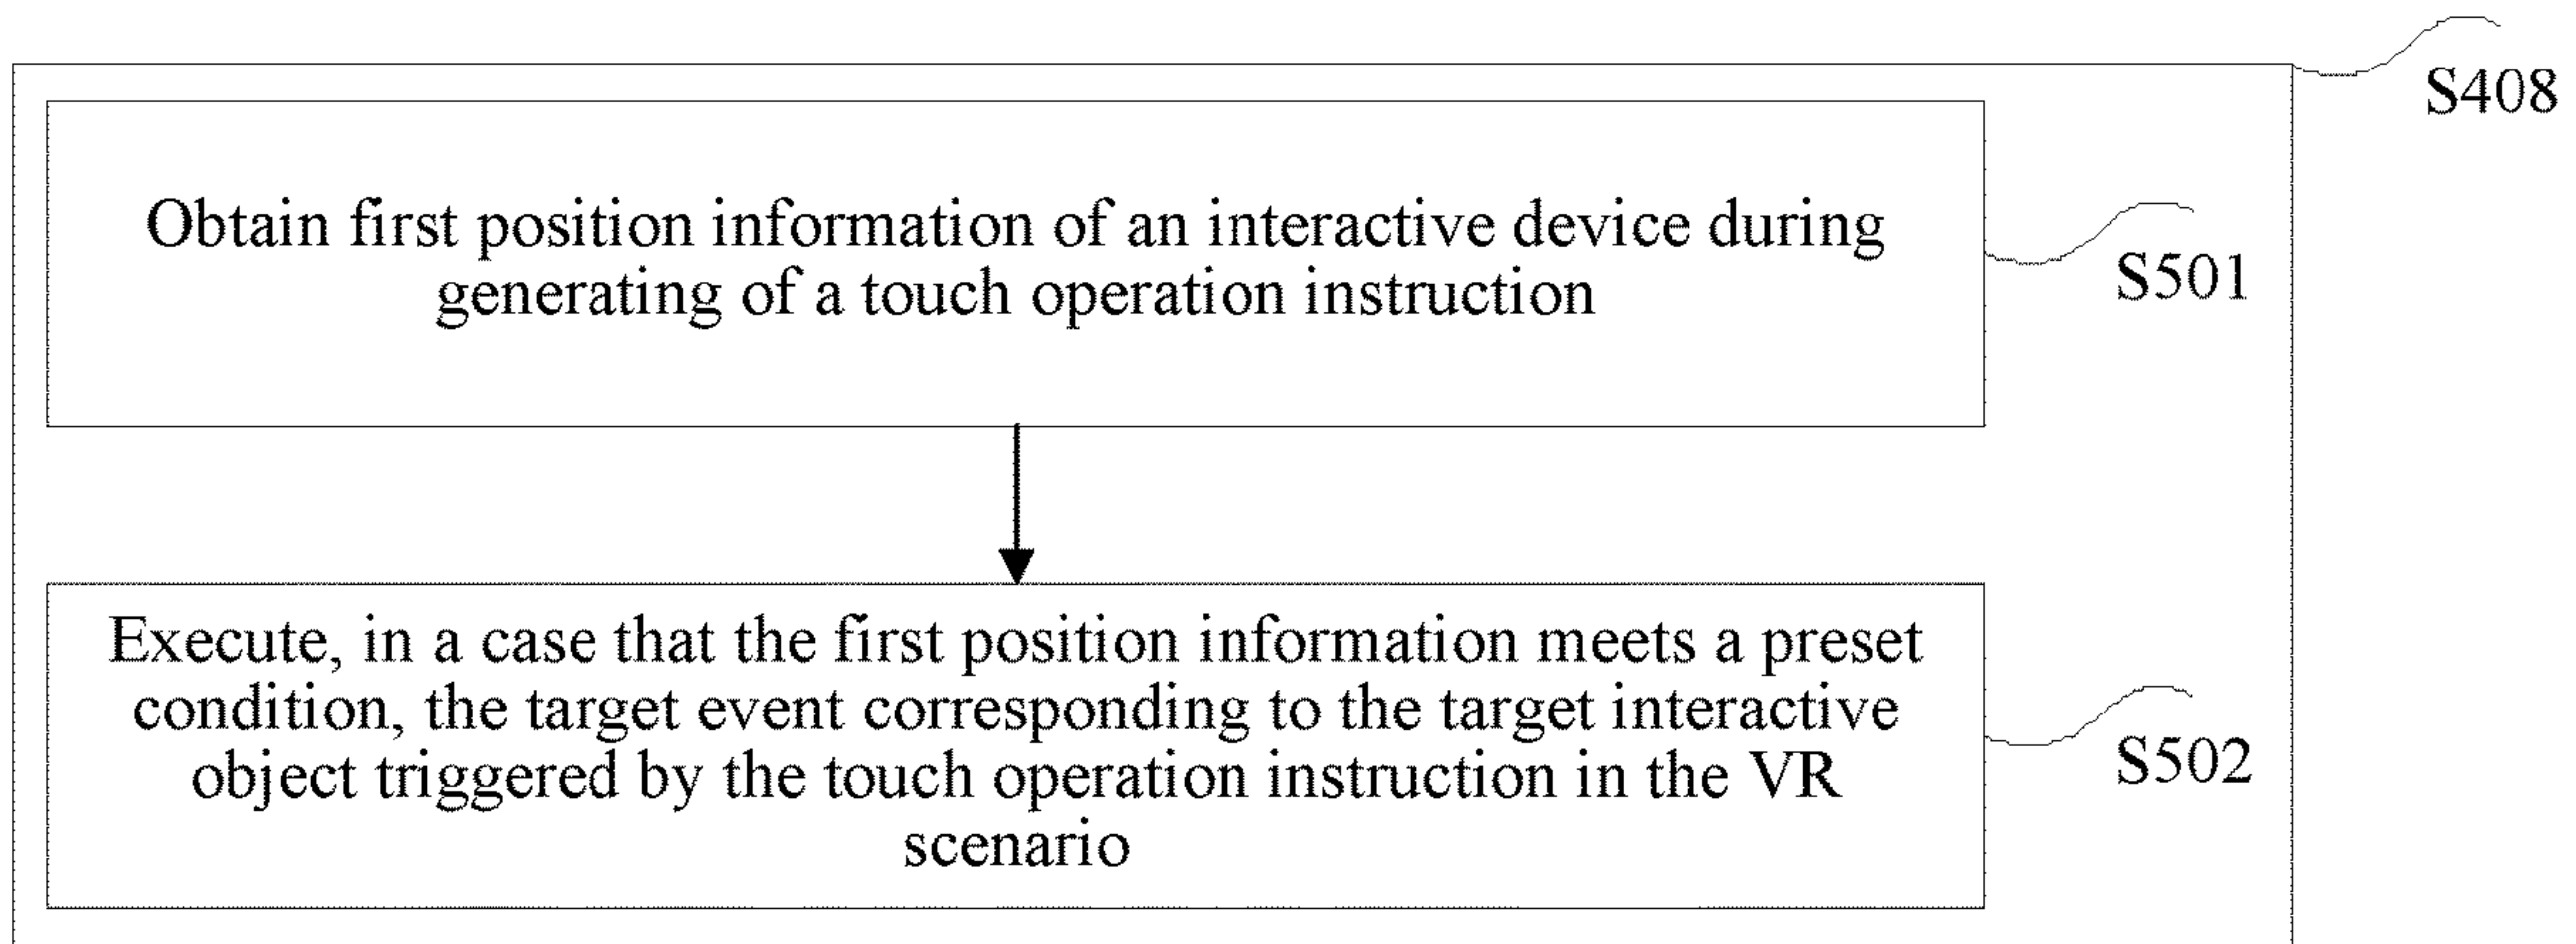 S408
Obtain first position information of an interactive device during
generating of a touch operation instruction
S501
Execute, in a case that the first position information meets a preset
condition, the target event corresponding to the target interactive
object triggered by the touch operation instruction in the VR
scenario
S502